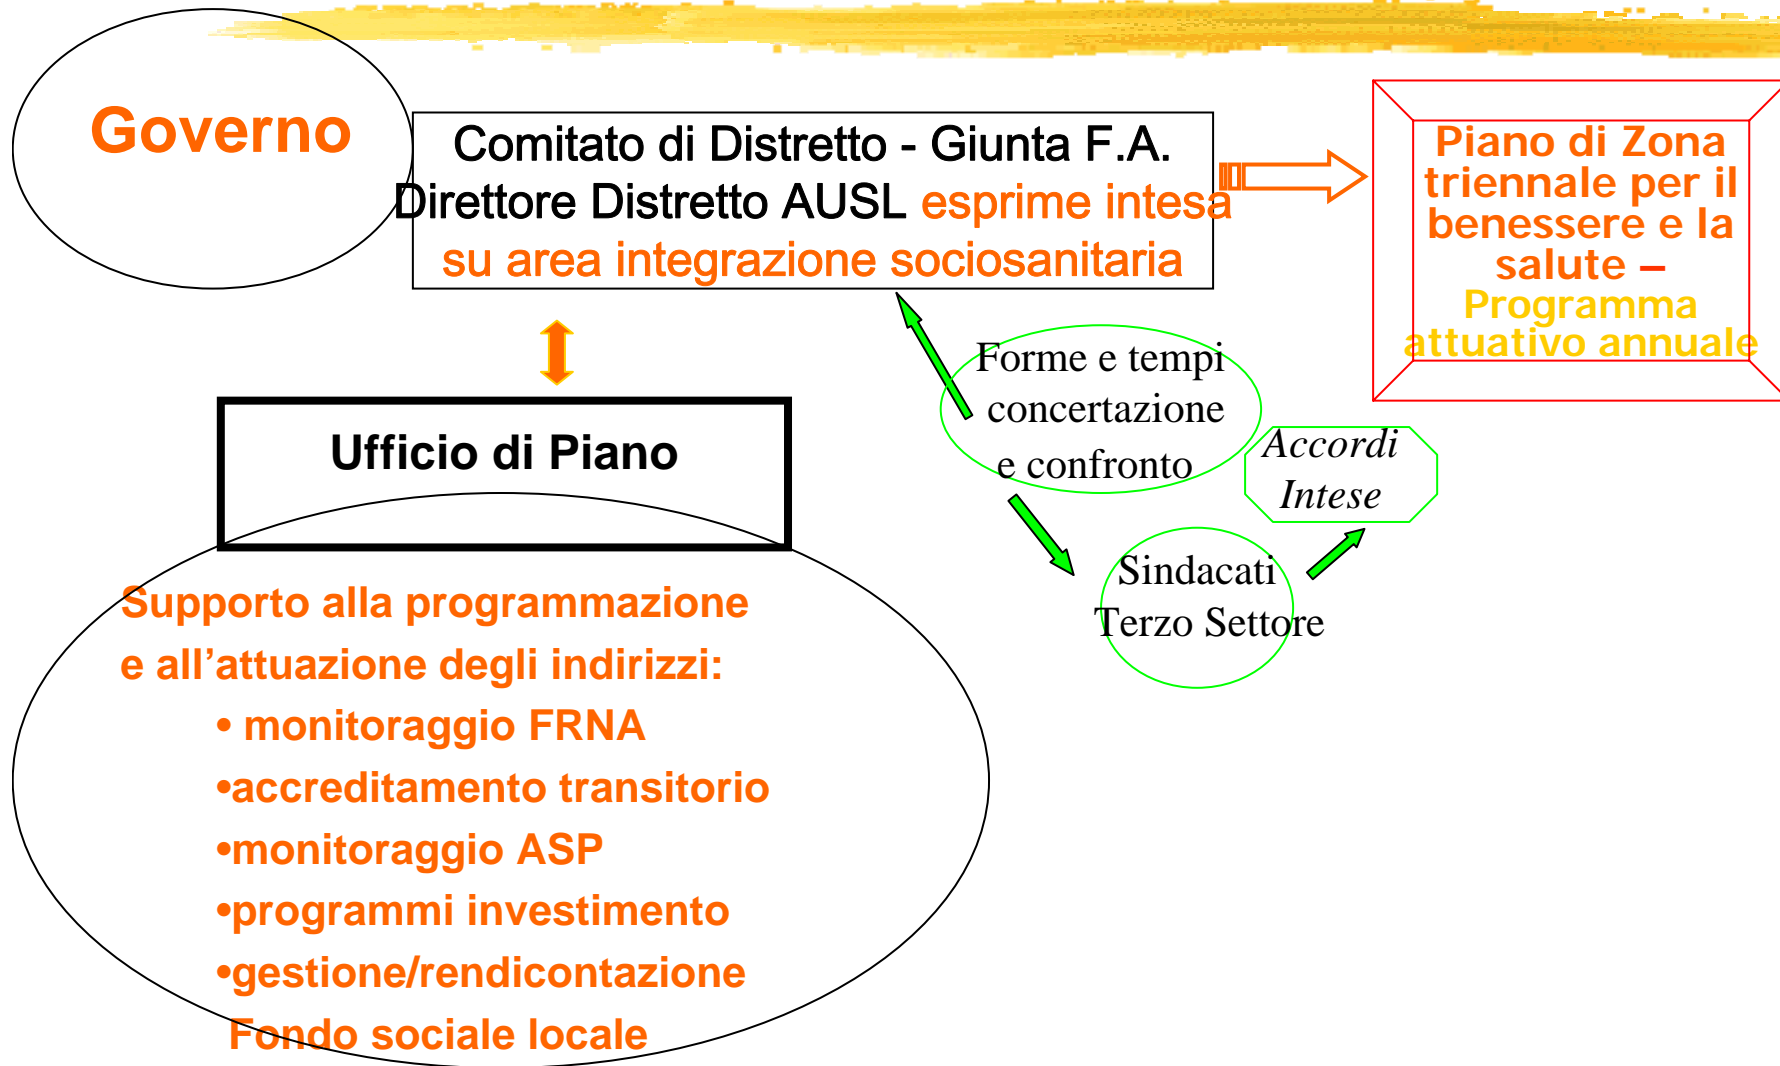 Governo
Comitato di Distretto - Giunta F.A.
Direttore Distretto AUSL esprime intesa
su area integrazione sociosanitaria
Piano di Zona
triennale per il
benessere e la
salute –
Programma
attuativo annuale
Forme e tempi
concertazione
e confronto
Accordi
Intese
Sindacati
Terzo Settore
Ufficio di Piano
Supporto alla programmazione
e all’attuazione degli indirizzi:
• monitoraggio FRNA
•accreditamento transitorio
•monitoraggio ASP
•programmi investimento
•gestione/rendicontazione
Fondo sociale locale